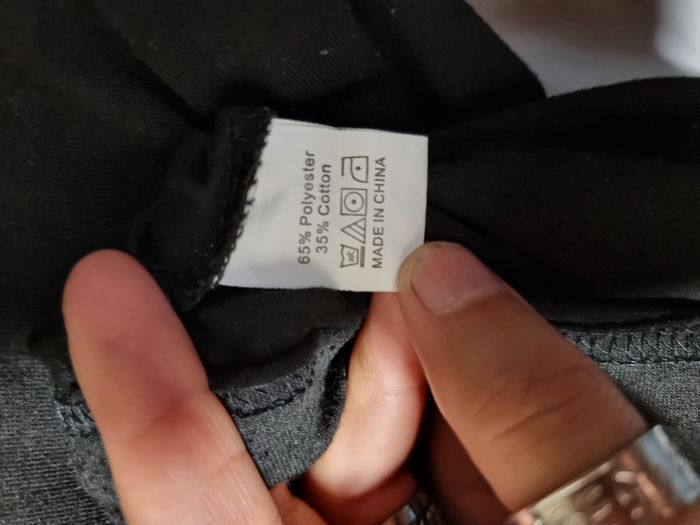 65% Polyester
35% Cotton
MADE IN CHINA